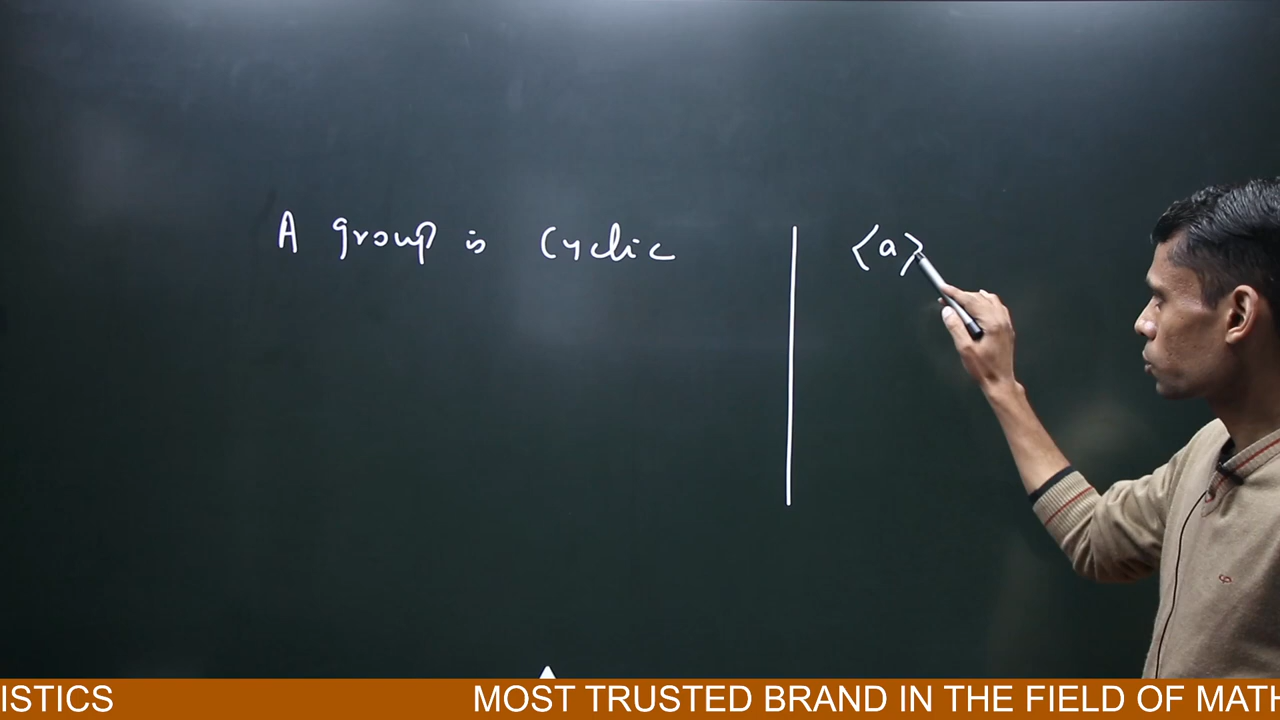 A group is cyclic
<a>
ISTICS MOST TRUSTED BRAND IN THE FIELD OF MATH